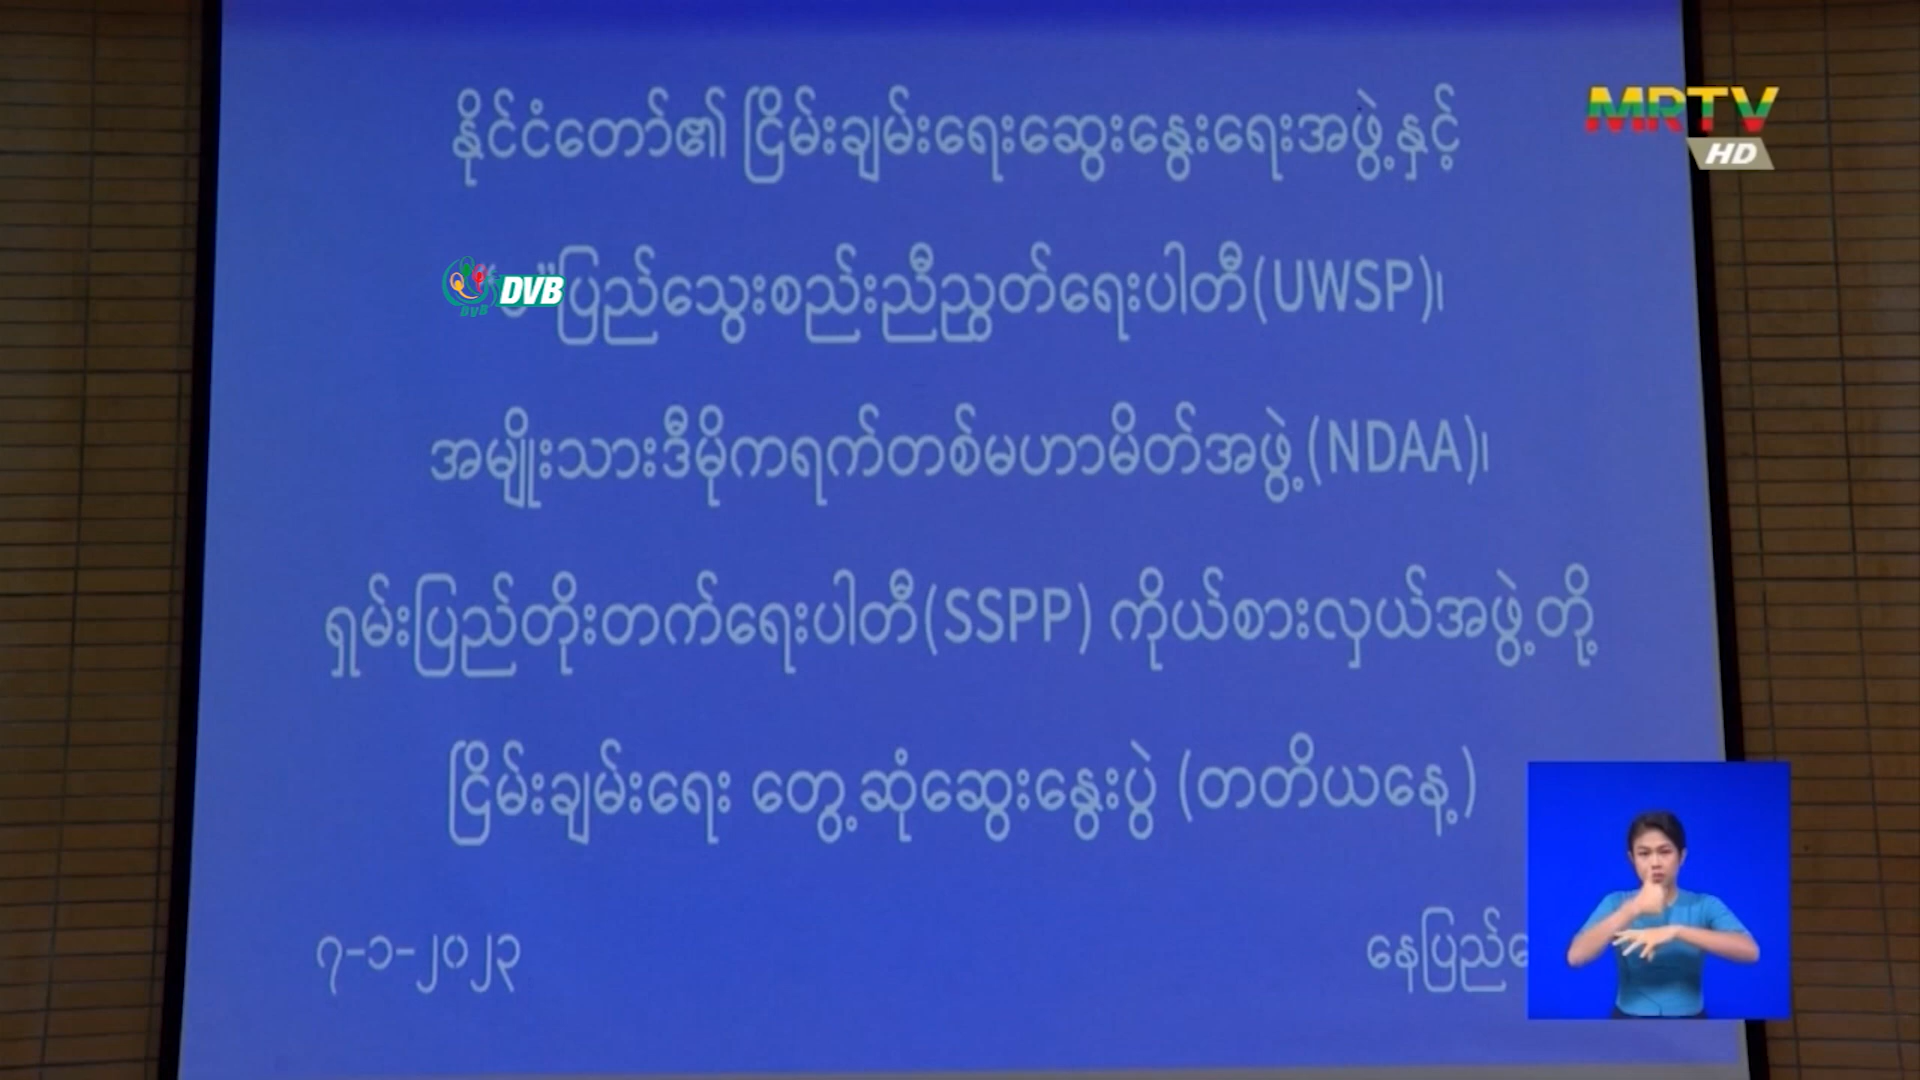 နိုင်ငံတော်၏ ငြိမ်းချမ်းရေးဆွေးနွေးရေးအဖွဲ့နှင့်
MRTV
HD
DVB
DVB
"ပြည်သွေးစည်းညီညွတ်ရေးပါတီ(UWSP)၊
အမျိုးသားဒီမိုကရက်တစ်မဟာမိတ်အဖွဲ့(NDAA)၊
ရှမ်းပြည်တိုးတက်ရေးပါတီ(SSPP) ကိုယ်စားလှယ်အဖွဲ့တို့
ငြိမ်းချမ်းရေး တွေ့ဆုံဆွေးနွေးပွဲ (တတိယနေ့)
၇-၁-၂၀၂၃
နေပြည်